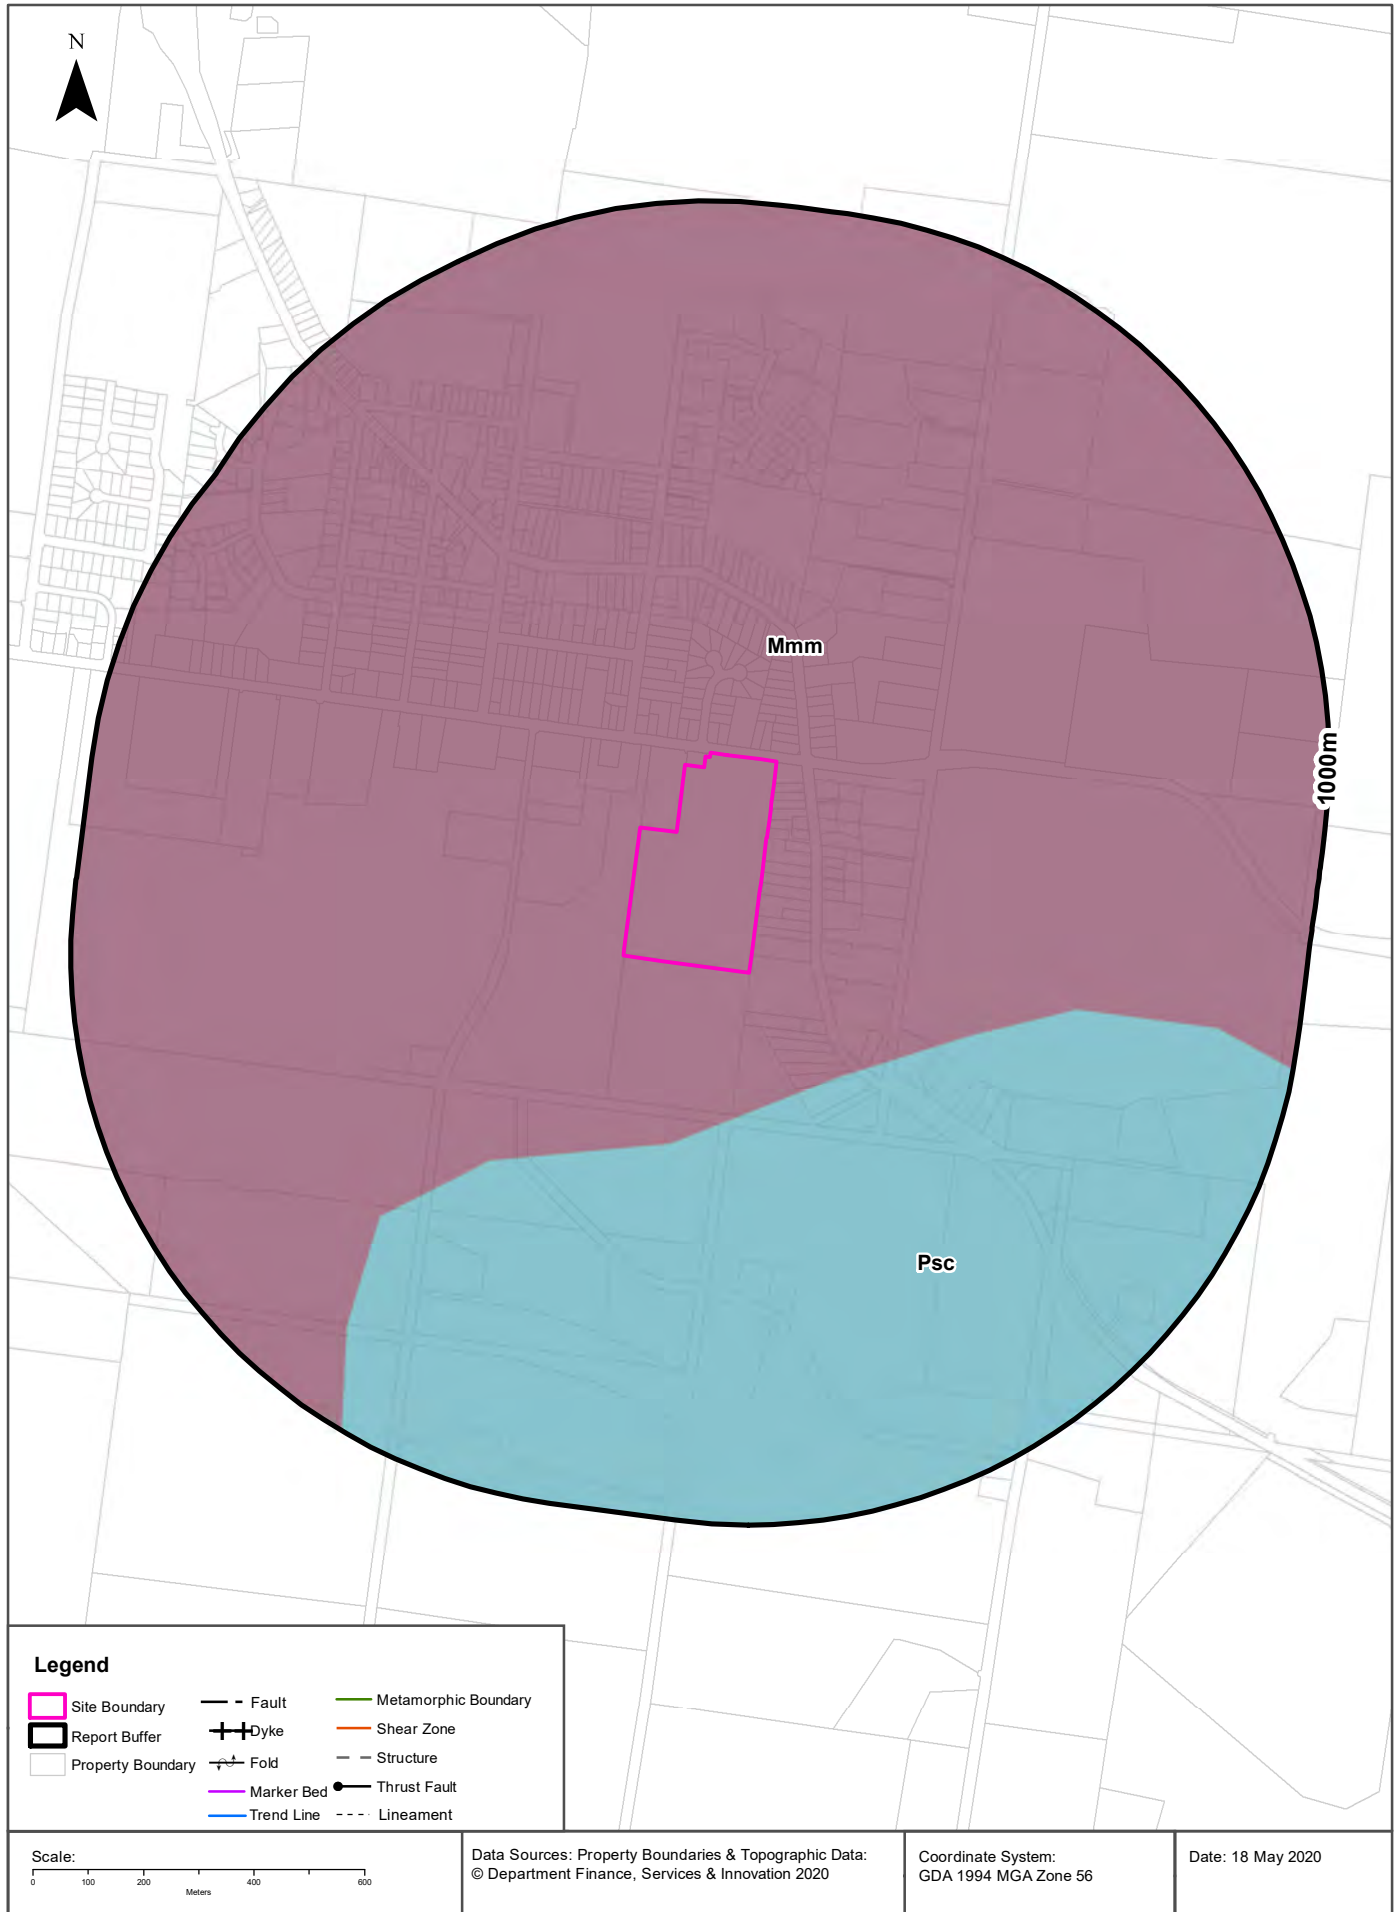 N
Mmm
1000m
Psc
Legend
Site Boundary
Report Buffer
Property Boundary
Fault
Dyke
Fold
Marker Bed
Trend Line
Metamorphic Boundary
Shear Zone
Structure
Thrust Fault
Lineament
Scale:
0 100 200 400 600
Meters
Data Sources: Property Boundaries & Topographic Data:
© Department Finance, Services & Innovation 2020
Coordinate System:
GDA 1994 MGA Zone 56
Date: 18 May 2020